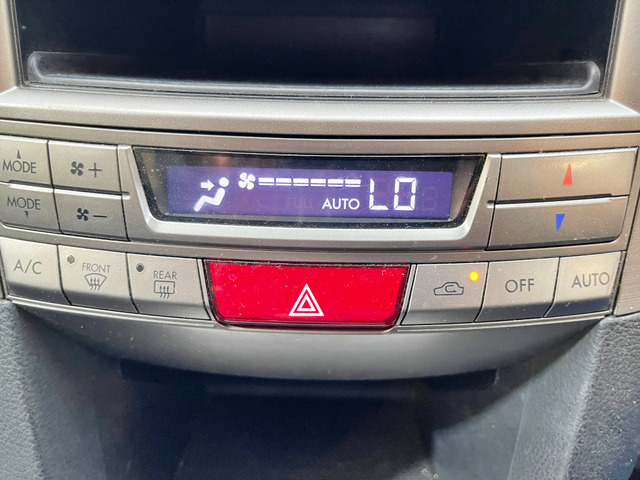 MODE +
MODE -
AUTO LO
A/C FRONT REAR OFF AUTO